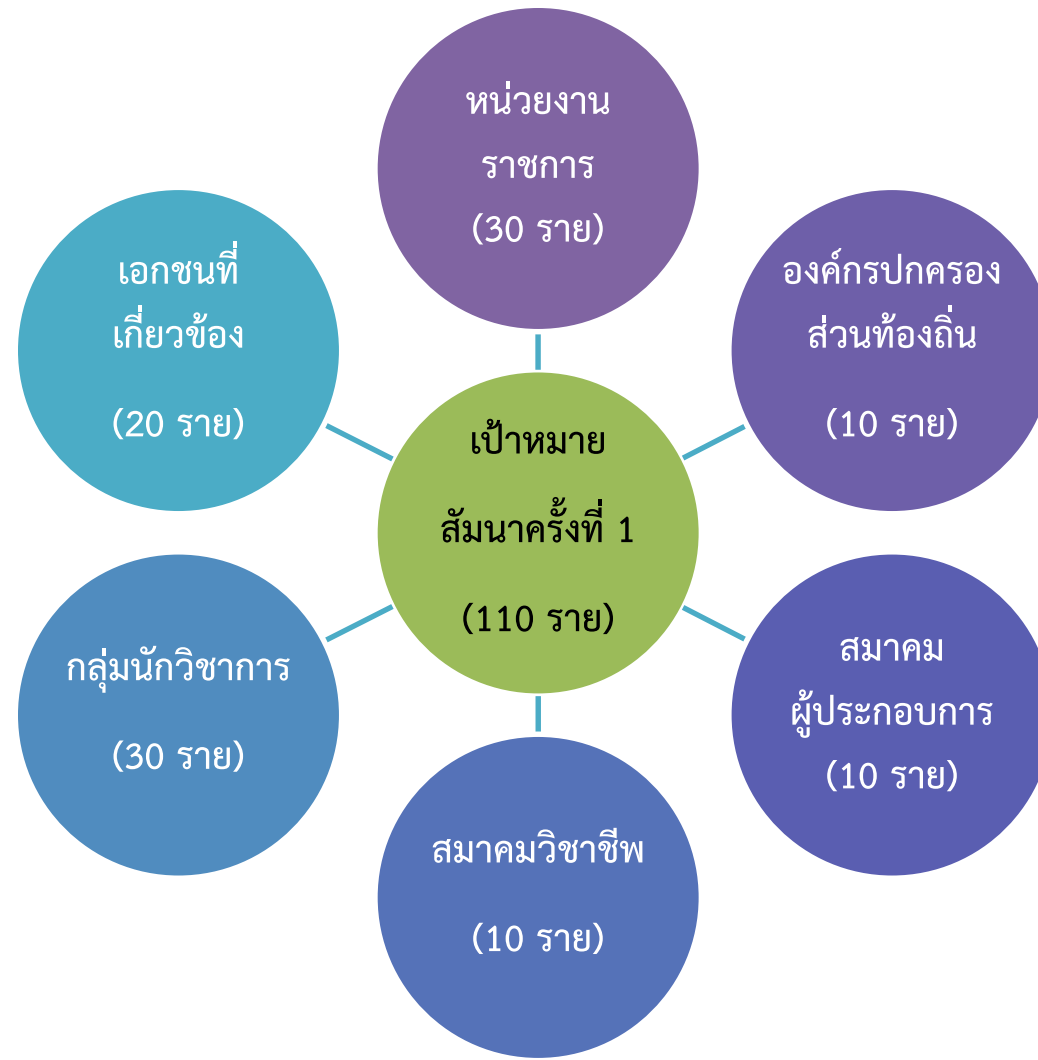 หน่วยงาน
ราชการ
(30 ราย)
องค์กรปกครอง
ส่วนท้องถิ่น
(10 ราย)
สมาคม
ผู้ประกอบการ
(10 ราย)
สมาคมวิชาชีพ
(10 ราย)
กลุ่มนักวิชาการ
(30 ราย)
เอกชนที่
เกี่ยวข้อง
(20 ราย)
เป้าหมาย
สัมนาครั้งที่ 1
(110 ราย)